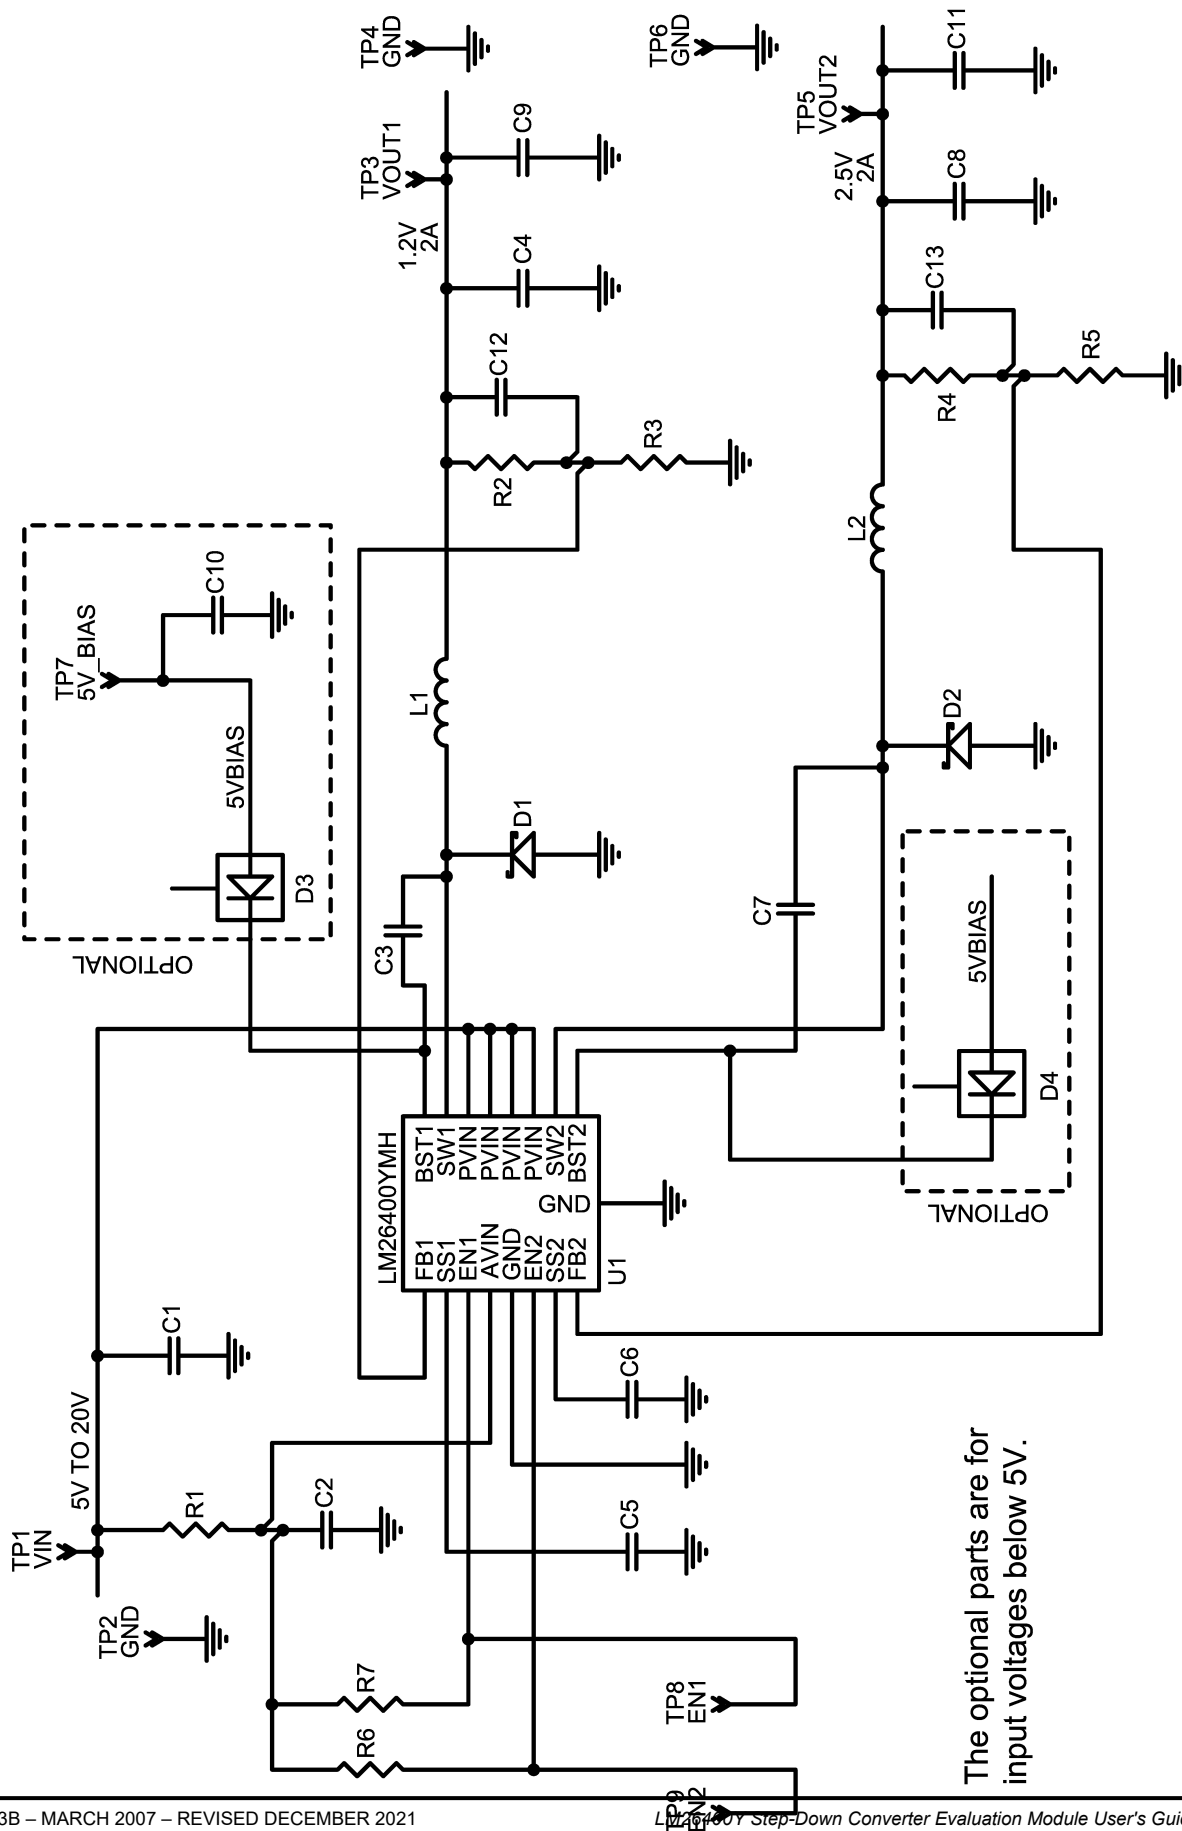 TP1
VIN
5V TO 20V
TP2
GND
R1
C1
C2
R7
R6
TP8
EN1
TP9
EN2
C5
C6
LM26400YMH
FB1
SS1
EN1
AVIN
GND
EN2
SS2
FB2
BST1
SW1
PVIN
PVIN
PVIN
PVIN
SW2
BST2
GND
U1
OPTIONAL
D3
5VBIAS
TP7
5V_BIAS
C10
C3
D1
L1
R2
R3
C12
C4
1.2V
2A
TP3
VOUT1
C9
TP4
GND
OPTIONAL
D4
5VBIAS
C7
D2
L2
R4
R5
C13
C8
2.5V
2A
TP5
VOUT2
C11
TP6
GND
The optional parts are for
input voltages below 5V.
3B – MARCH 2007 – REVISED DECEMBER 2021
LM26400Y Step-Down Converter Evaluation Module User's Guid